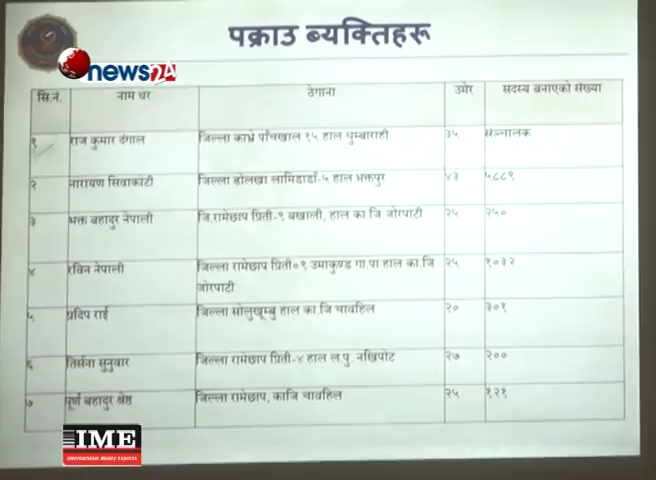 पक्राउ ब्यक्तिहरू
news24
सि.नं. नाम थर ठेगाना उमेर सदस्य बनाएको संख्या
१ राज कुमार दंगाल जिल्ला काभ्रे पाँचखाल १५ हाल चुम्बाराही ३५ संञ्चालक
२ नारायण सिवाकोटी जिल्ला डोलखा लामिडाडाँ-५ हाल भक्तपुर ४३ ५८८९
३ भक्त बहादुर नेपाली जि.रामेछाप प्रिती-९ बखाली, हाल का जि जोरपाटी २५ २५०
४ रविन नेपाली जिल्ला रामेछाप प्रिती०९ उमाकुण्ड गा.पा हाल का.जि
जोरपाटी २५ १०३२
५ प्रदिप राई जिल्ला सोलुखूम्बु हाल का.जि चावहिल २० ३०१
६ तिर्सना सुनुवार जिल्ला रामेछाप प्रिती-४ हाल ल.पु. नखिपोट २७ २००
७ पूर्ण बहादुर श्रेष्ठ जिल्ला रामेछाप, काजि चावहिल २५ १२१
IME
International Money Express